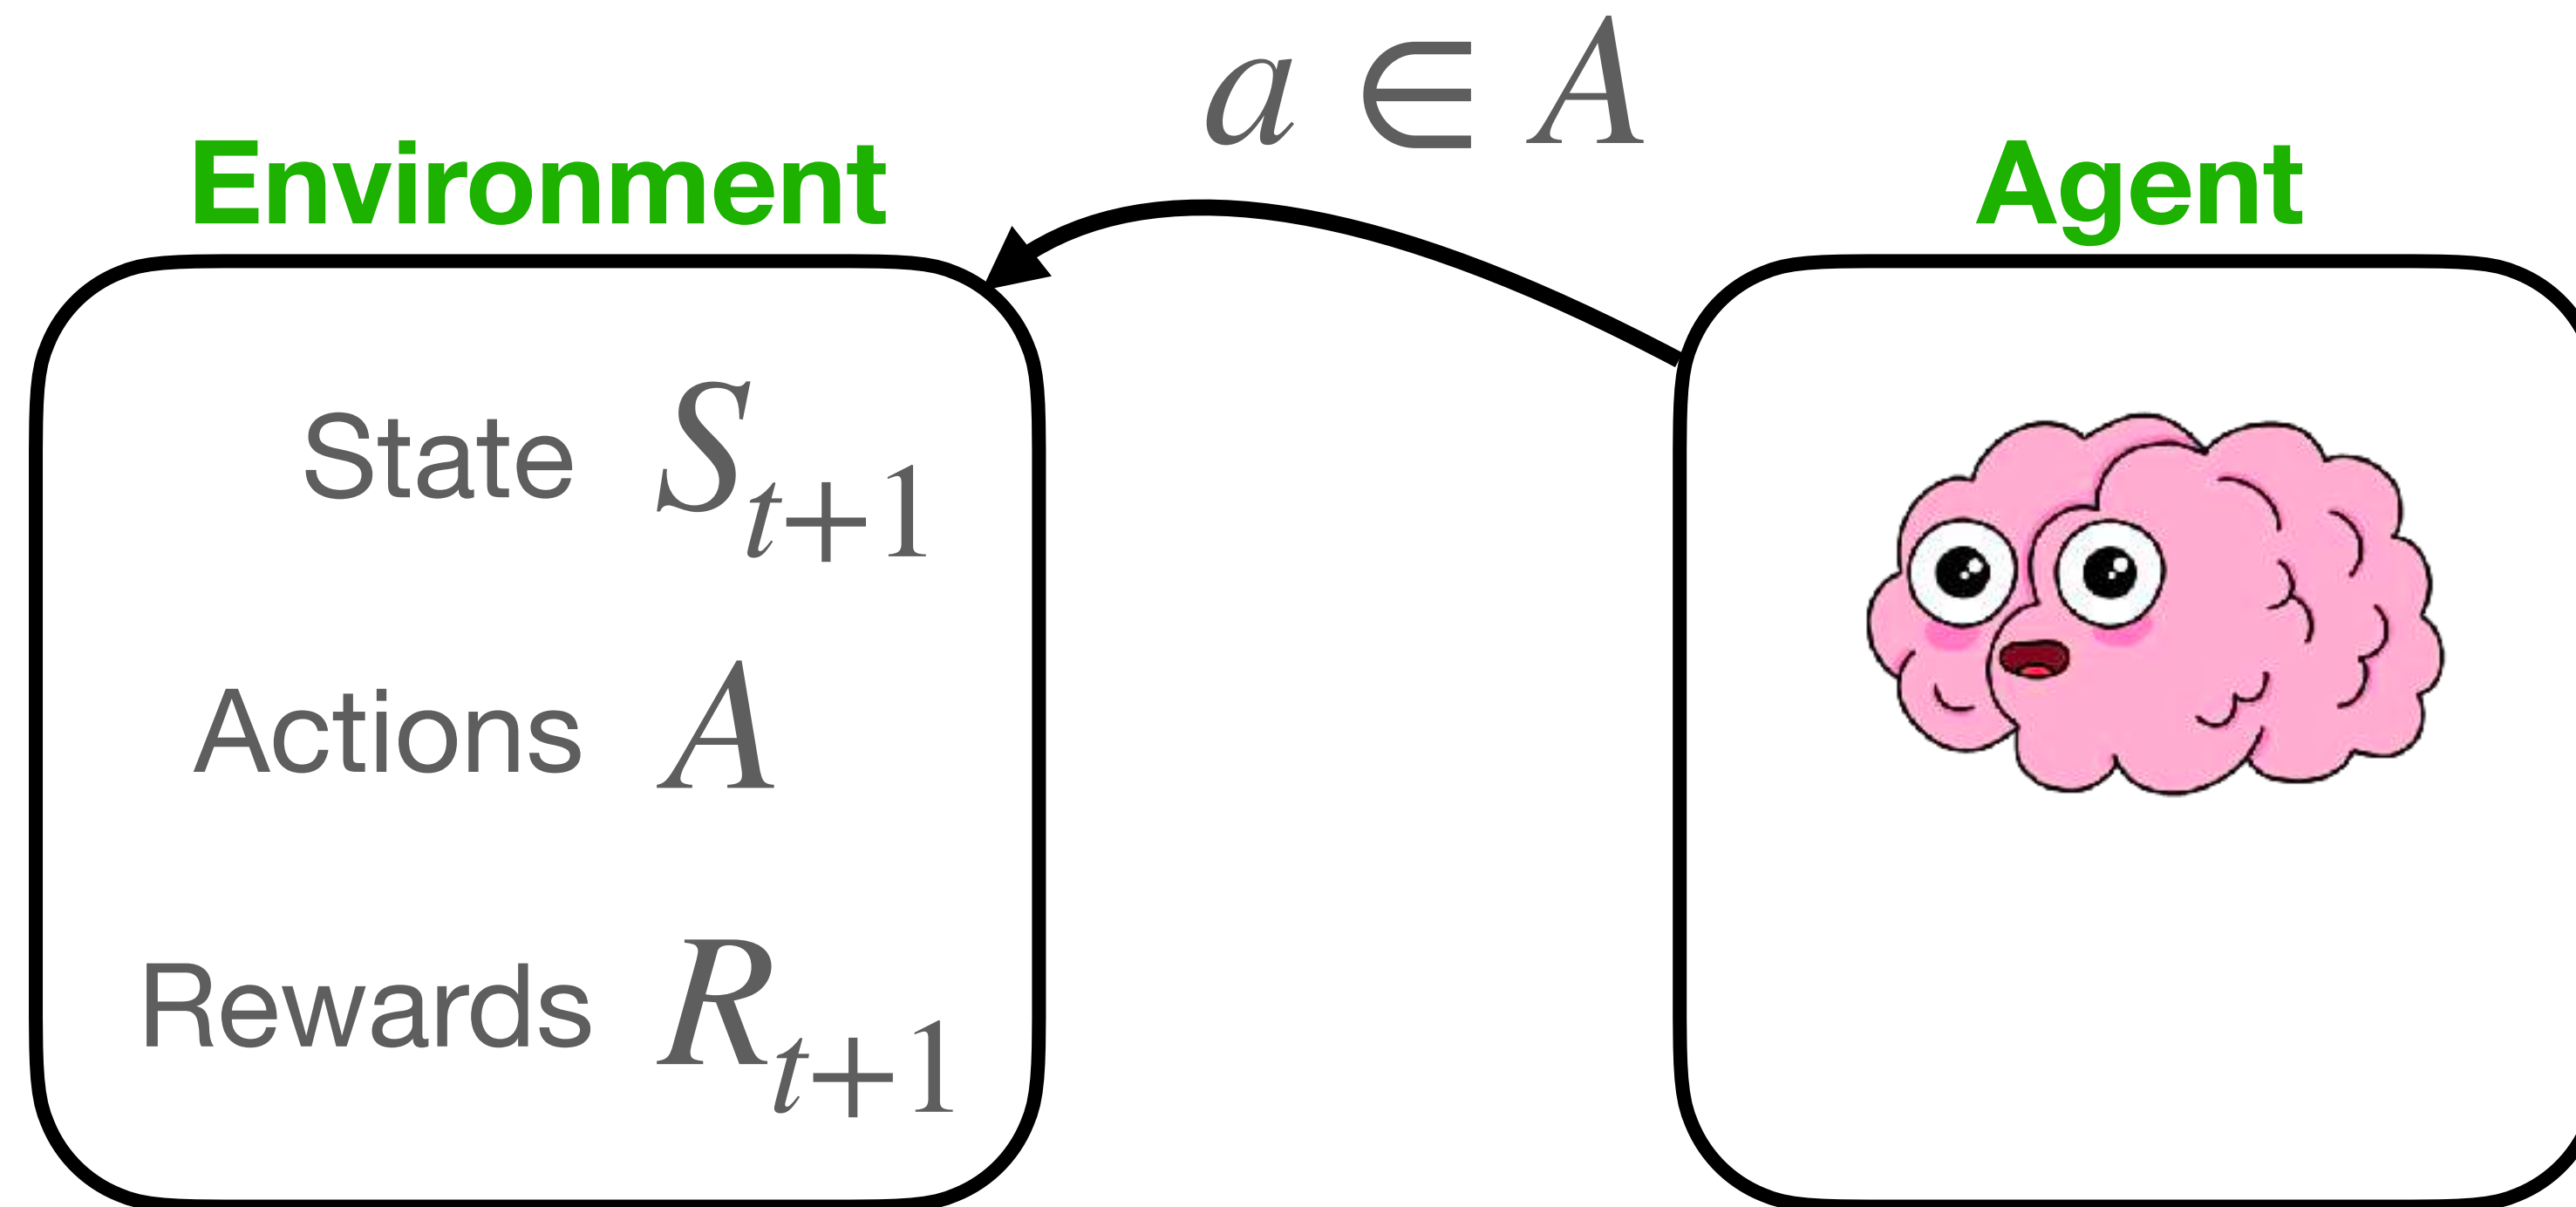 a ∈ A
Environment
Agent
State S_{t+1}
Actions A
Rewards R_{t+1}